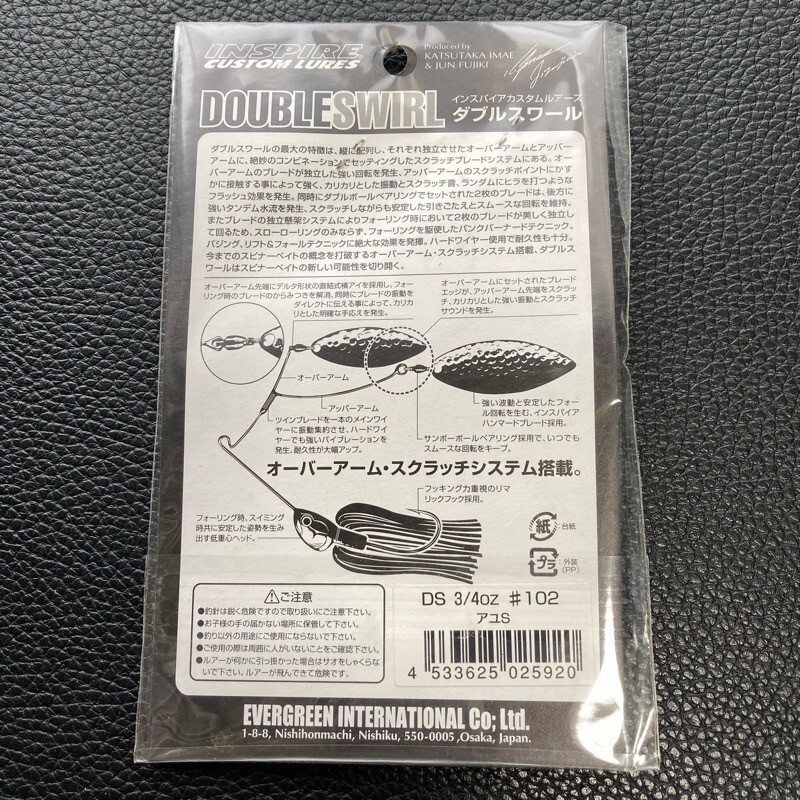 INSPIRE
CUSTOM LURES
Produced by
KATSUTAKA IMAE
& JUN FUJIKI
DOUBLESWIRL
インスパイアカスタムルアーズ
ダブルスワール
ダブルスワールの最大の特徴は、縦に配列し、それぞれ独立させたオーバーアームとアッパー
アームに、絶妙のコンビネーションでセッティングしたスクラッチブレードシステムにある。オー
バーアームのブレードが独立した強い回転を発生、アッパーアームのスクラッチポイントにかす
かに接触する事によって強く、カリカリとした振動とスクラッチ音、ランダムにヒラを打つような
フラッシュ効果を発生。同時にダブルボールベアリングでセットされた2枚のブレードは、後方に
強いタンデム水流を発生、スクラッチしながらも安定した引きごたえとスムースな回転を維持。
またブレードの独立懸架システムによりフォーリング時において2枚のブレードが美しく独立し
て回るため、スローローリングのみならず、フォーリングを駆使したパンクバーナードテクニック、
バジング、リフト&フォールテクニックに絶大な効果を発揮。ハードワイヤー使用で耐久性も十分。
今までのスピナーベイトの概念を打破するオーバーアーム・スクラッチシステム搭載、ダブルス
ワールはスピナーベイトの新しい可能性を切り開く。
オーバーアーム先端にデルタ形状の直結式横アイを採用し、フォー
リング時のブレードのからみつきを解消、同時にブレードの振動を
ダイレクトに伝える事によって、カリカ
リとした明確な手応えを発生。
オーバーアームにセットされたブレード
エッジが、アッパーアーム先端をスクラッ
チ、カリカリとした強い振動とスクラッチ
サウンドを発生。
オーバーアーム
アッパーアーム
ツインブレードを一本のメインワイ
ヤーに振動集約させ、ハードワイ
ヤーでも強いバイブレーションを
発生、耐久性が大幅アップ。
強い波動と安定したフォー
ル回転を生む、インスパイア
ハンマードブレード採用。
サンポーボールベアリング採用で、いつでも
スムースな回転をキープ。
オーバーアーム・スクラッチシステム搭載。
フッキング力重視のリマ
リックフック採用。
フォーリング時、スイミング
時共に安定した姿勢を生み
出す低重心ヘッド。
紙
台紙
プラ
外装
(PP)
ご注意
●釣針は鋭く危険ですので取り扱いにご注意下さい。
●お子様の手の届かない場所に保管して下さい。
●釣り以外の用途にご使用にならないで下さい。
●ご使用の際は周囲に人がいないことをご確認下さい。
●ルアーが何かに引っ掛かった場合はサオをしゃくらな
いで下さい。ルアーが飛んできて危険です。
DS 3/4oz #102
アユS
4 533625 025920
EVERGREEN INTERNATIONAL Co; Ltd.
1-8-8, Nishihonmachi, Nishiku, 550-0005 ,Osaka, Japan.